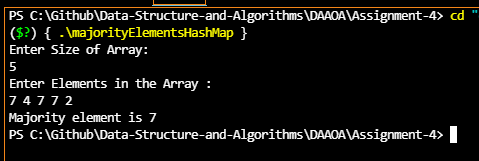 PS C:\Github\Data-Structure-and-Algorithms\DAAOA\Assignment-4> cd "
($?) { .\majorityElementsHashMap }
Enter Size of Array:
5
Enter Elements in the Array :
7 4 7 7 2
Majority element is 7
PS C:\Github\Data-Structure-and-Algorithms\DAAOA\Assignment-4>